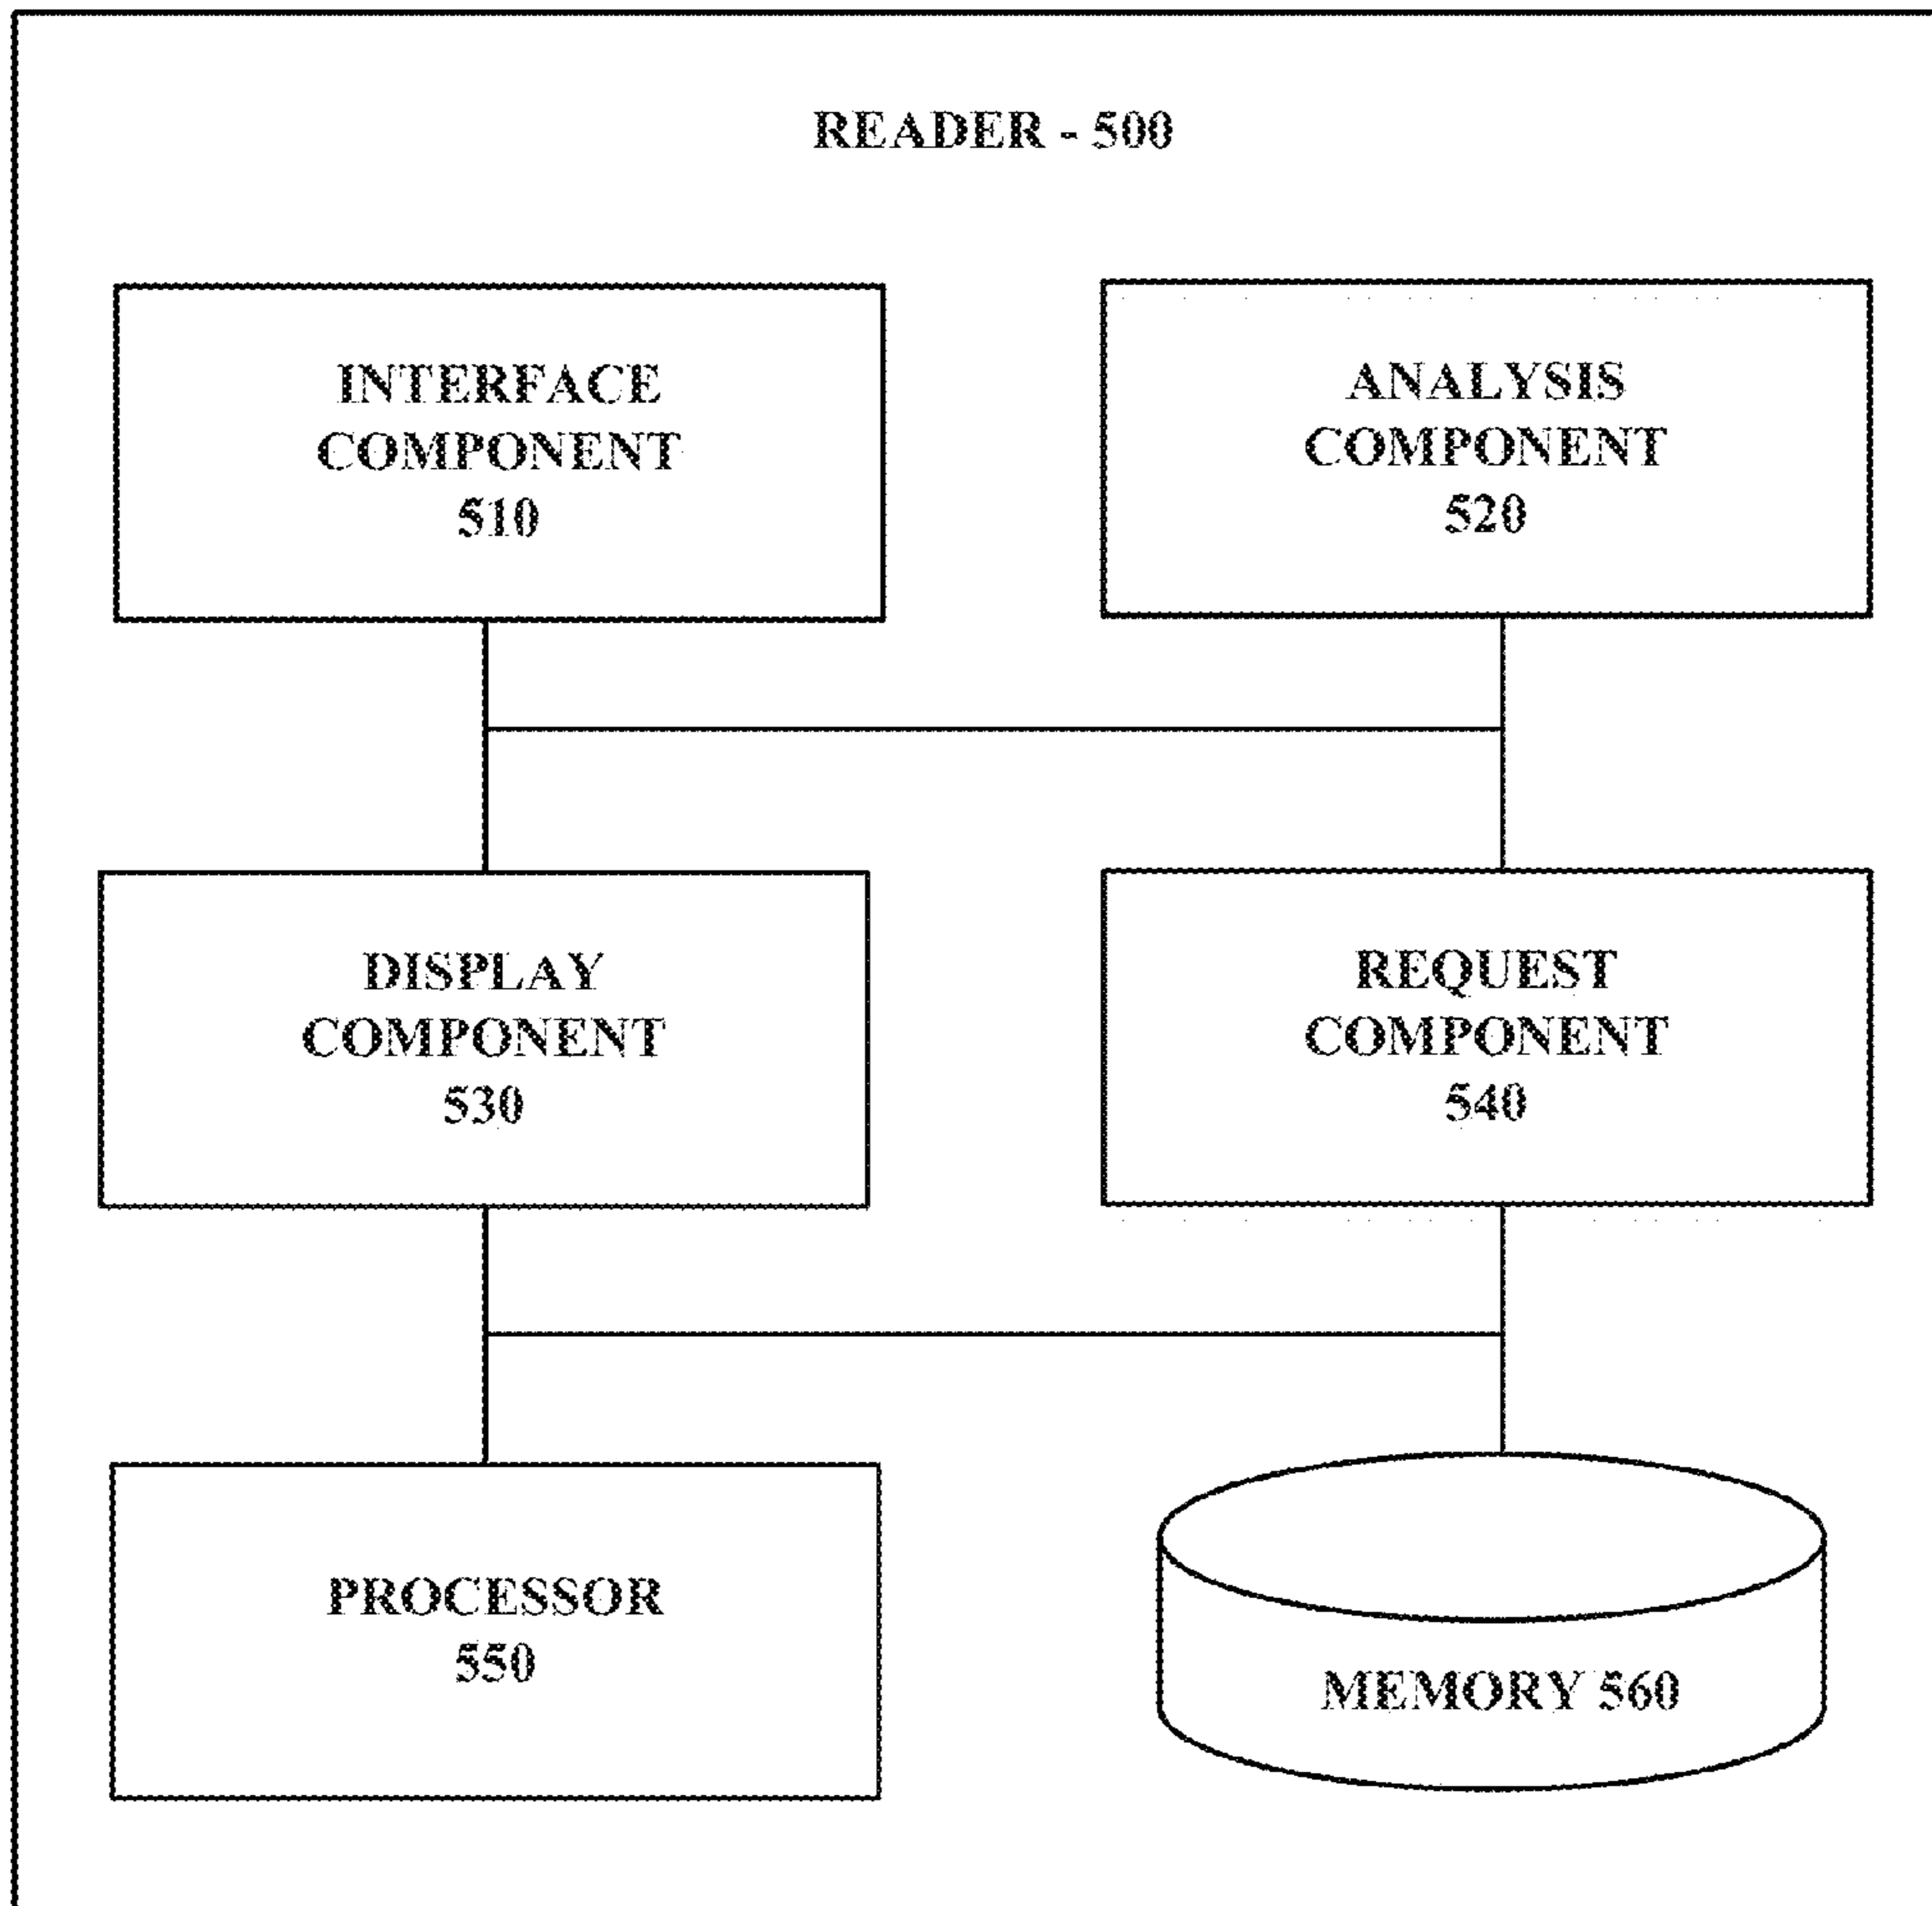 READER - 500
INTERFACE
COMPONENT
510
ANALYSIS
COMPONENT
520
DISPLAY
COMPONENT
530
REQUEST
COMPONENT
540
PROCESSOR
550
MEMORY 560